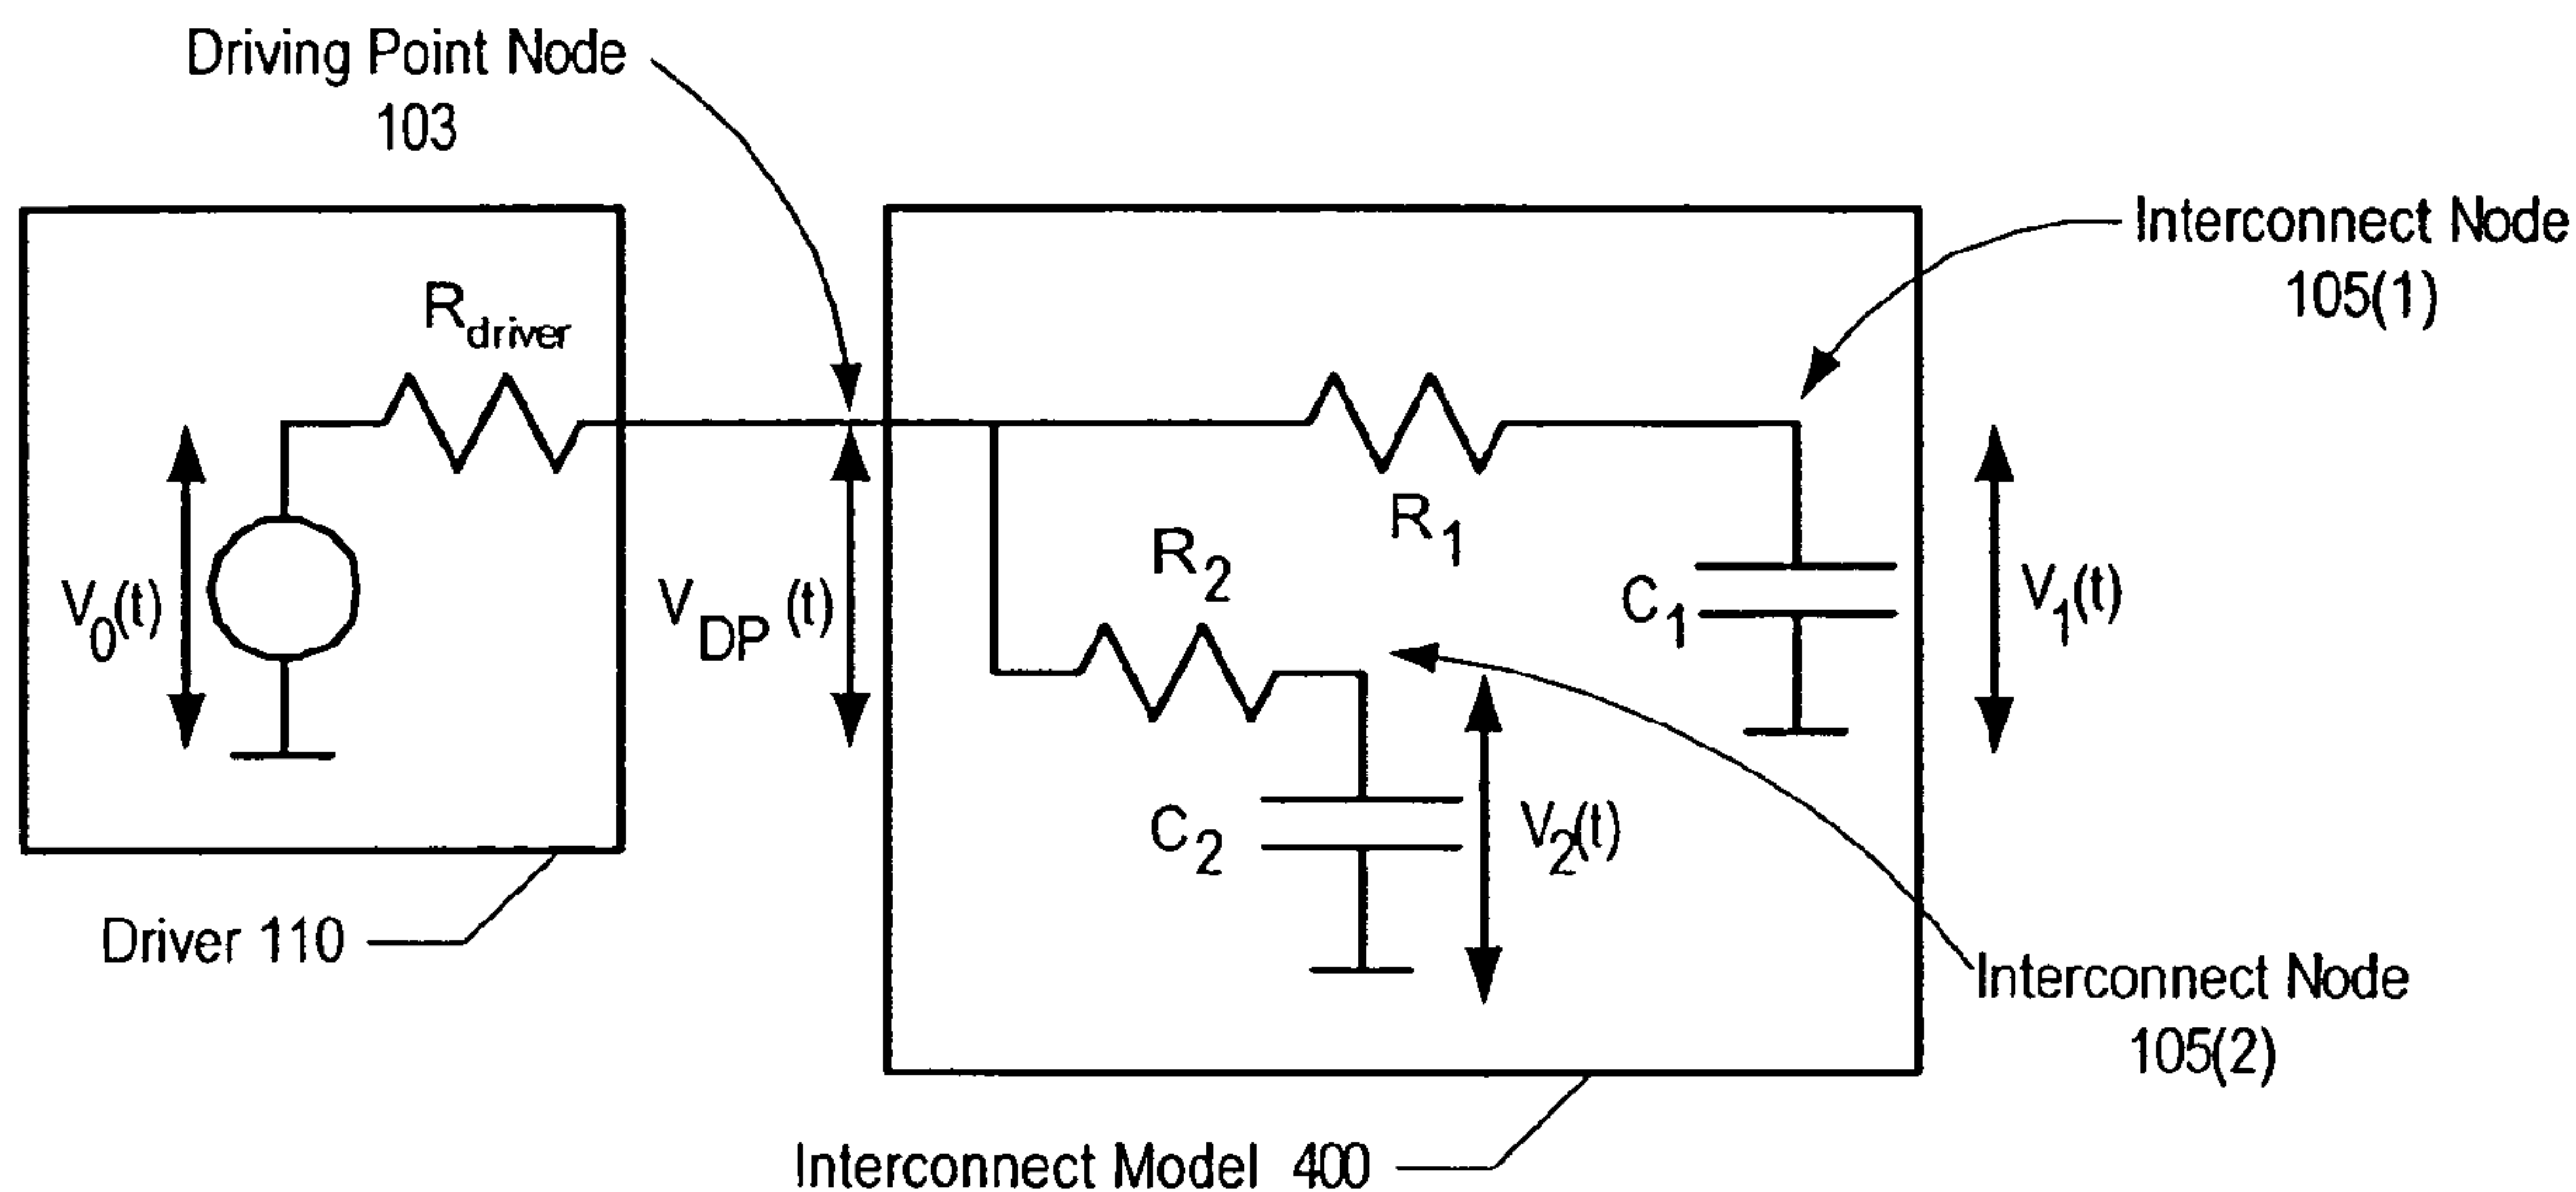 Driving Point Node
103
Interconnect Node
105(1)
R driver
R1
R2
V0(t)
VDP (t)
C1
V1(t)
C2
V2(t)
Driver 110
Interconnect Node
105(2)
Interconnect Model 400